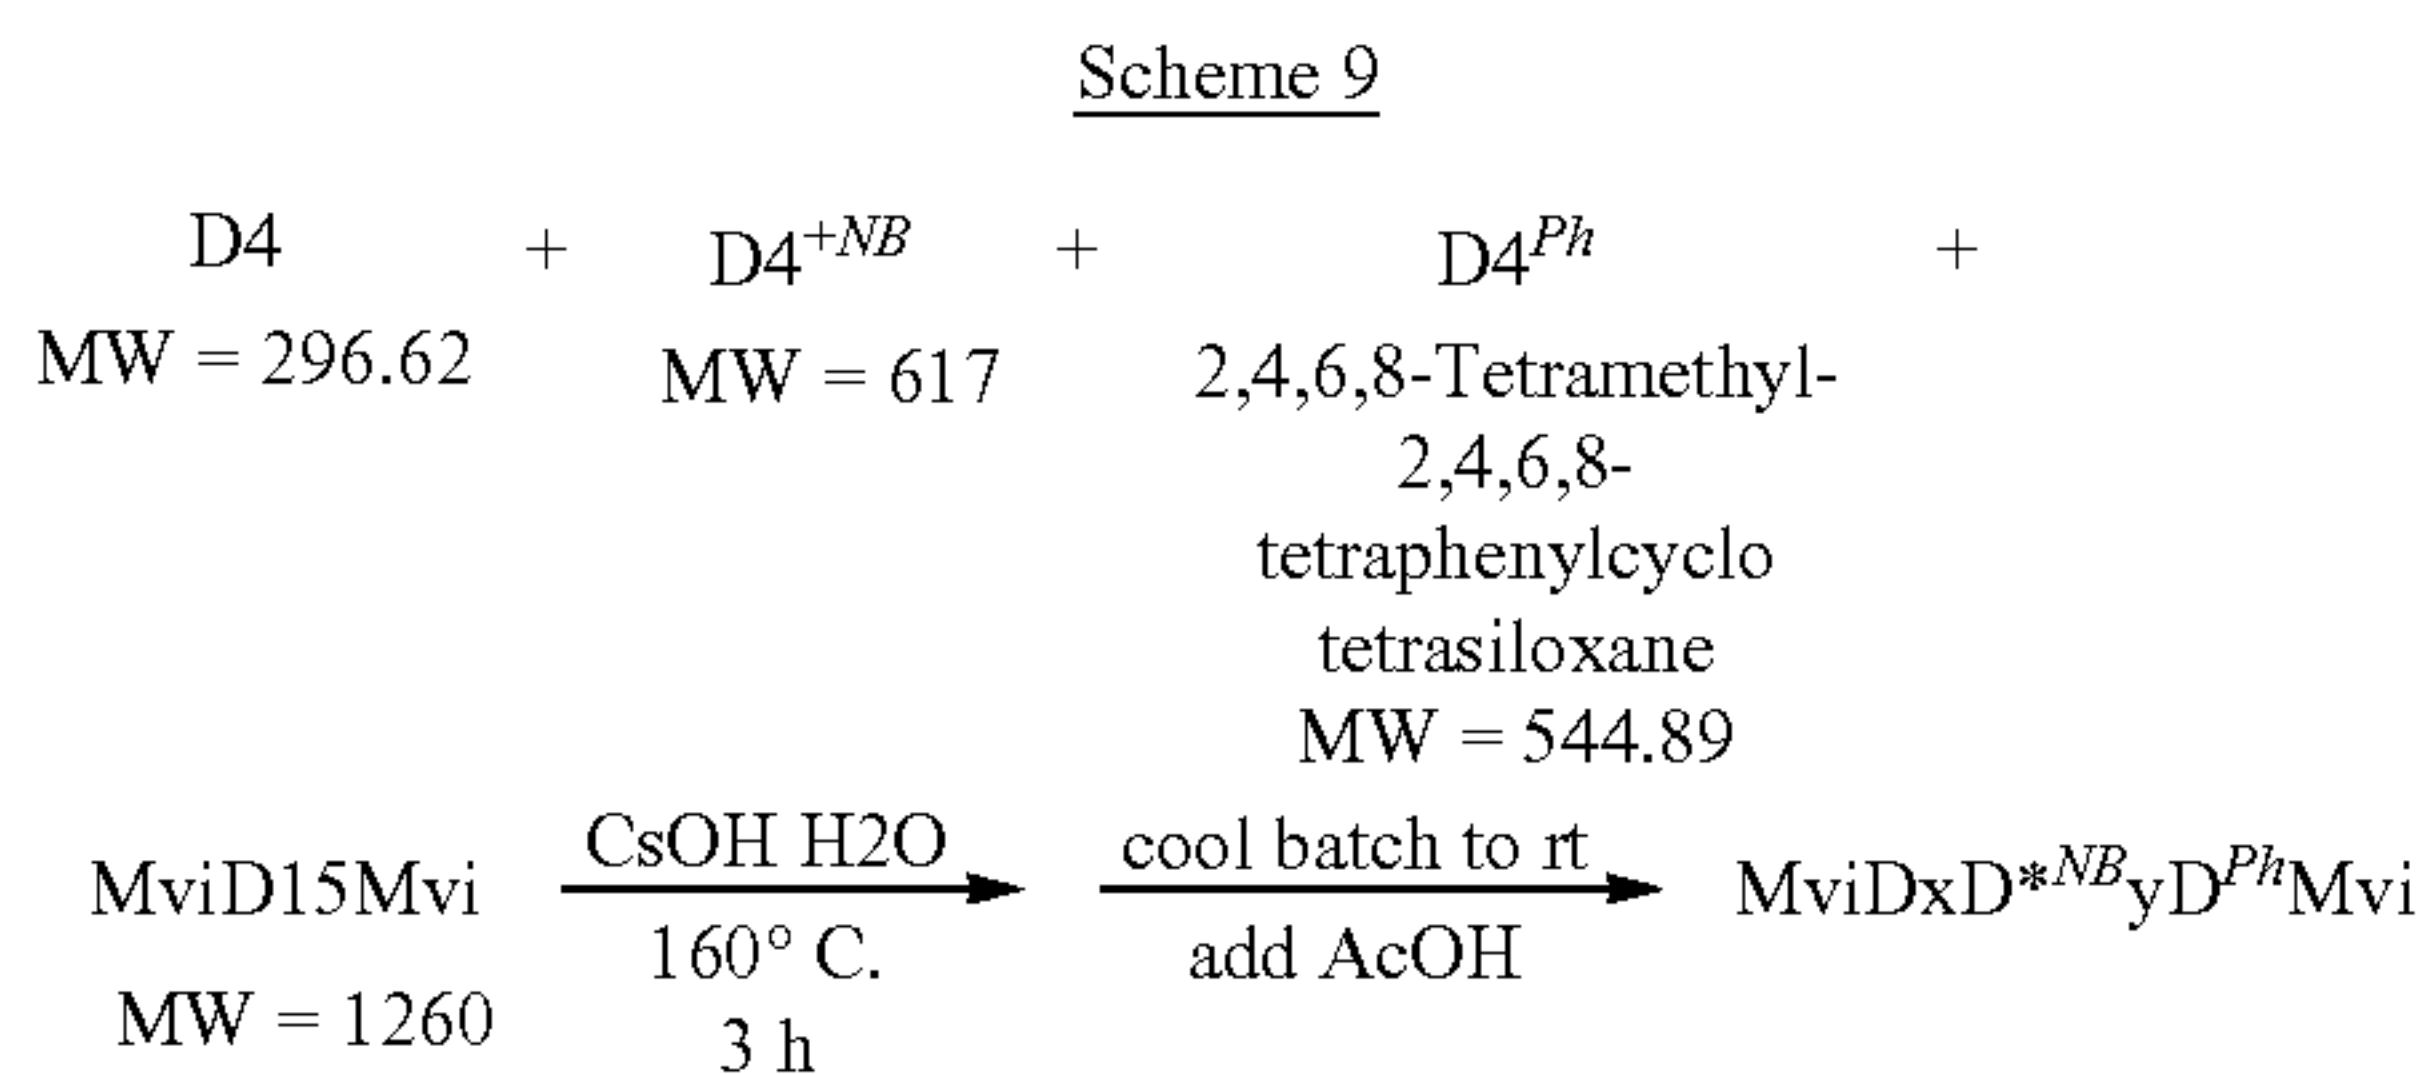 Scheme 9
D4 + D4+NB + D4Ph +
MW = 296.62 MW = 617 2,4,6,8-Tetramethyl-
2,4,6,8-
tetraphenylcyclo
tetrasiloxane
MW = 544.89
MviD15Mvi CsOH H2O cool batch to rt MviDxD*NByDPhMvi
160° C. add AcOH
MW = 1260 3 h